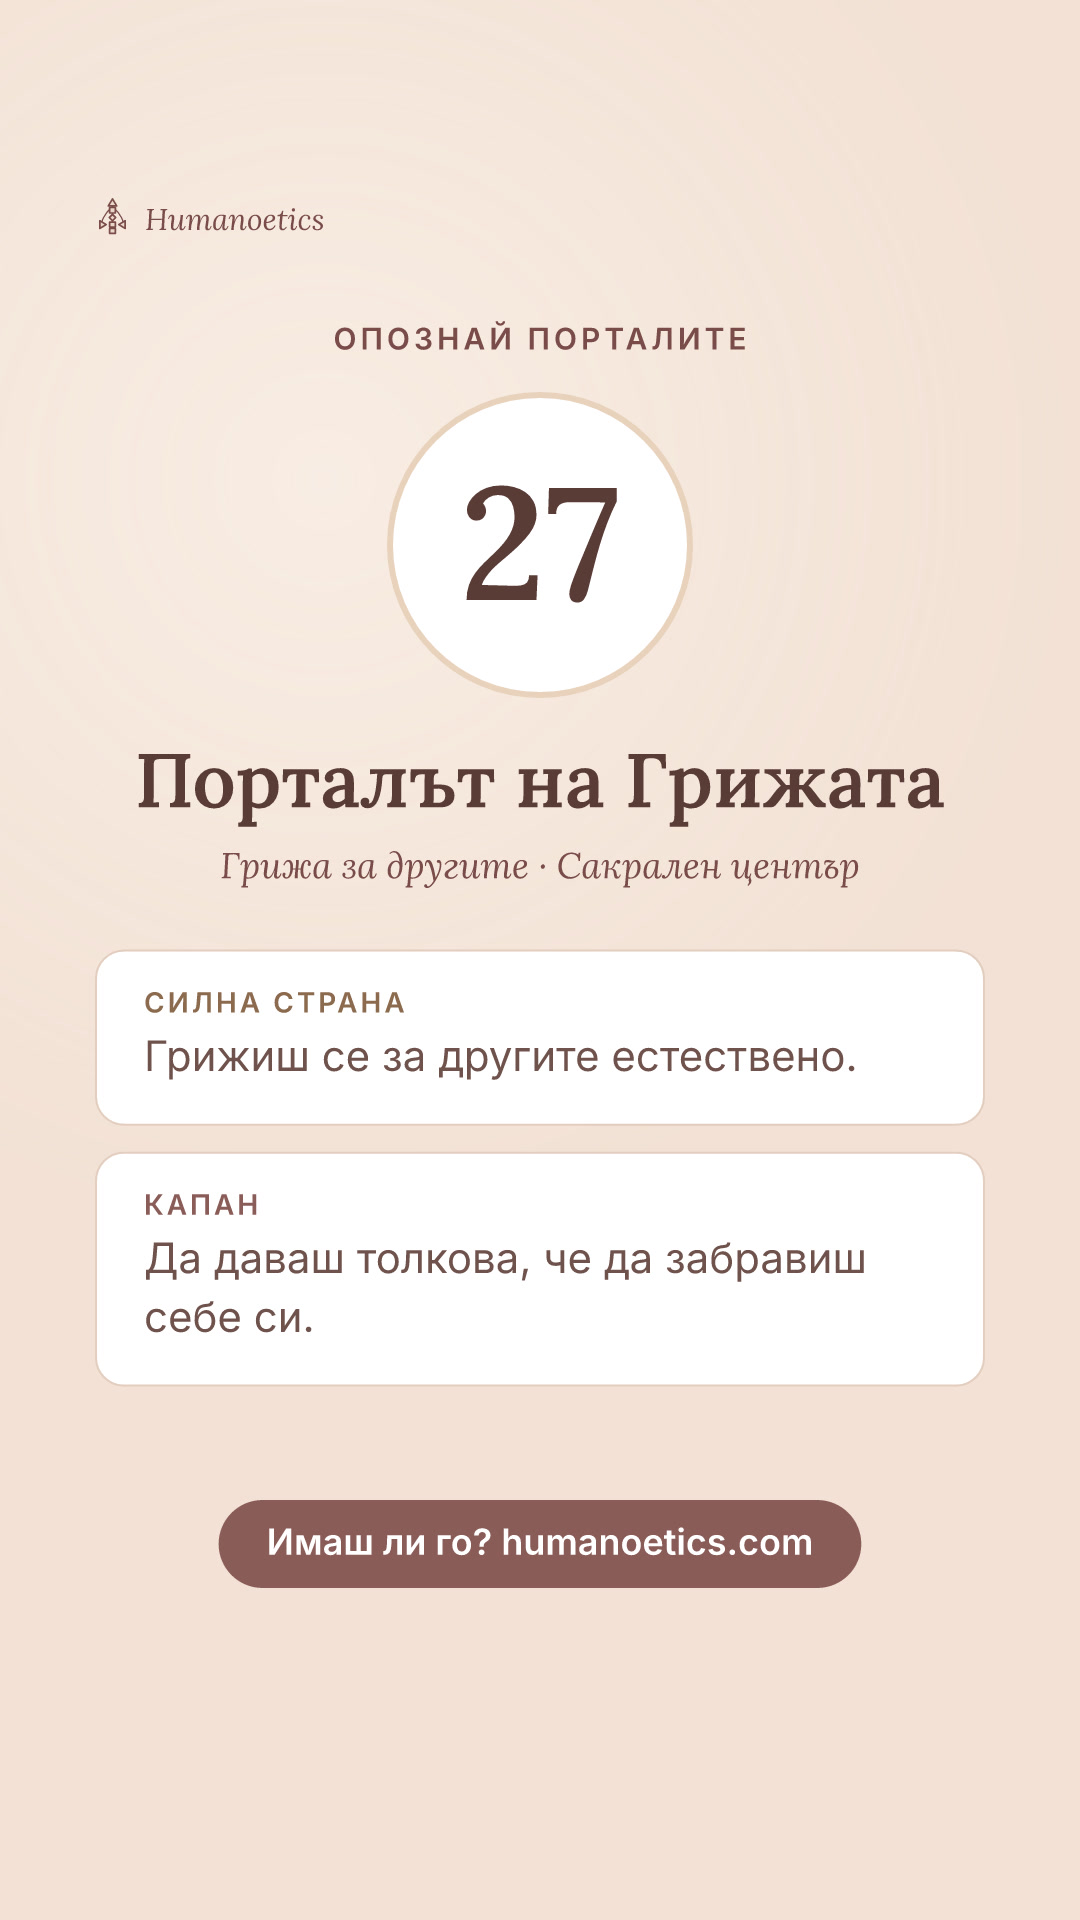 Humanoetics
ОПОЗНАЙ ПОРТАЛИТЕ
27
Порталът на Грижата
Грижа за другите · Сакрален център
СИЛНА СТРАНА
Грижиш се за другите естествено.
КАПАН
Да даваш толкова, че да забравиш
себе си.
Имаш ли го? humanoetics.com